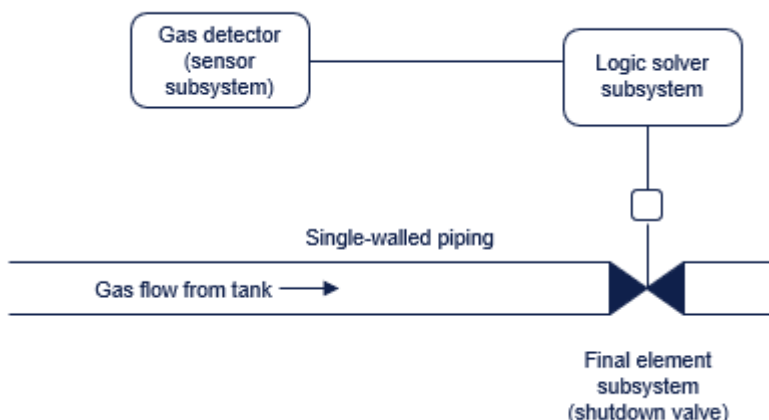 Gas detector
(sensor
subsystem)
Logic solver
subsystem
Single-walled piping
Gas flow from tank
Final element
subsystem
(shutdown valve)